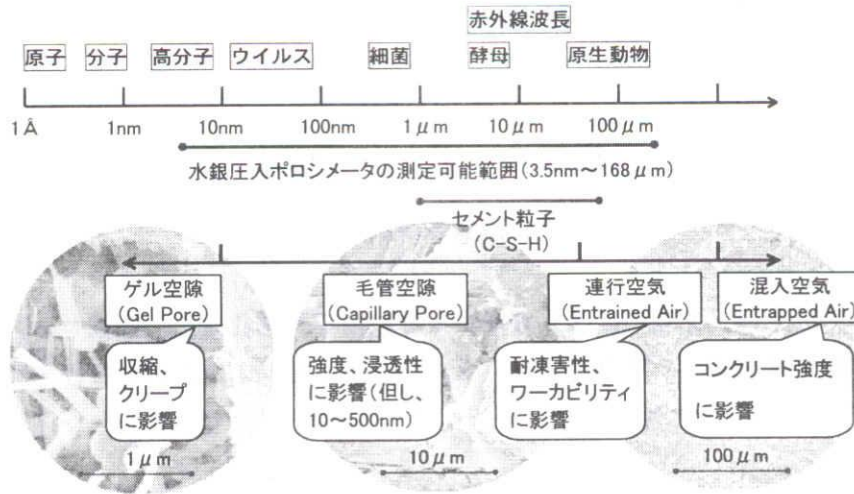 赤外線波長
原子 分子 高分子 ウイルス 細菌 酵母 原生動物
1Å 1nm 10nm 100nm 1μm 10μm 100μm
水銀圧入ポロシメータの測定可能範囲(3.5nm～168μm)
セメント粒子
(C-S-H)
ゲル空隙
(Gel Pore)
毛管空隙
(Capillary Pore)
連行空気
(Entrained Air)
混入空気
(Entrapped Air)
収縮、
クリープ
に影響
強度、浸透性
に影響(但し、
10～500nm)
耐凍害性、
ワーカビリティ
に影響
コンクリート強度
に影響
1μm
10μm
100μm